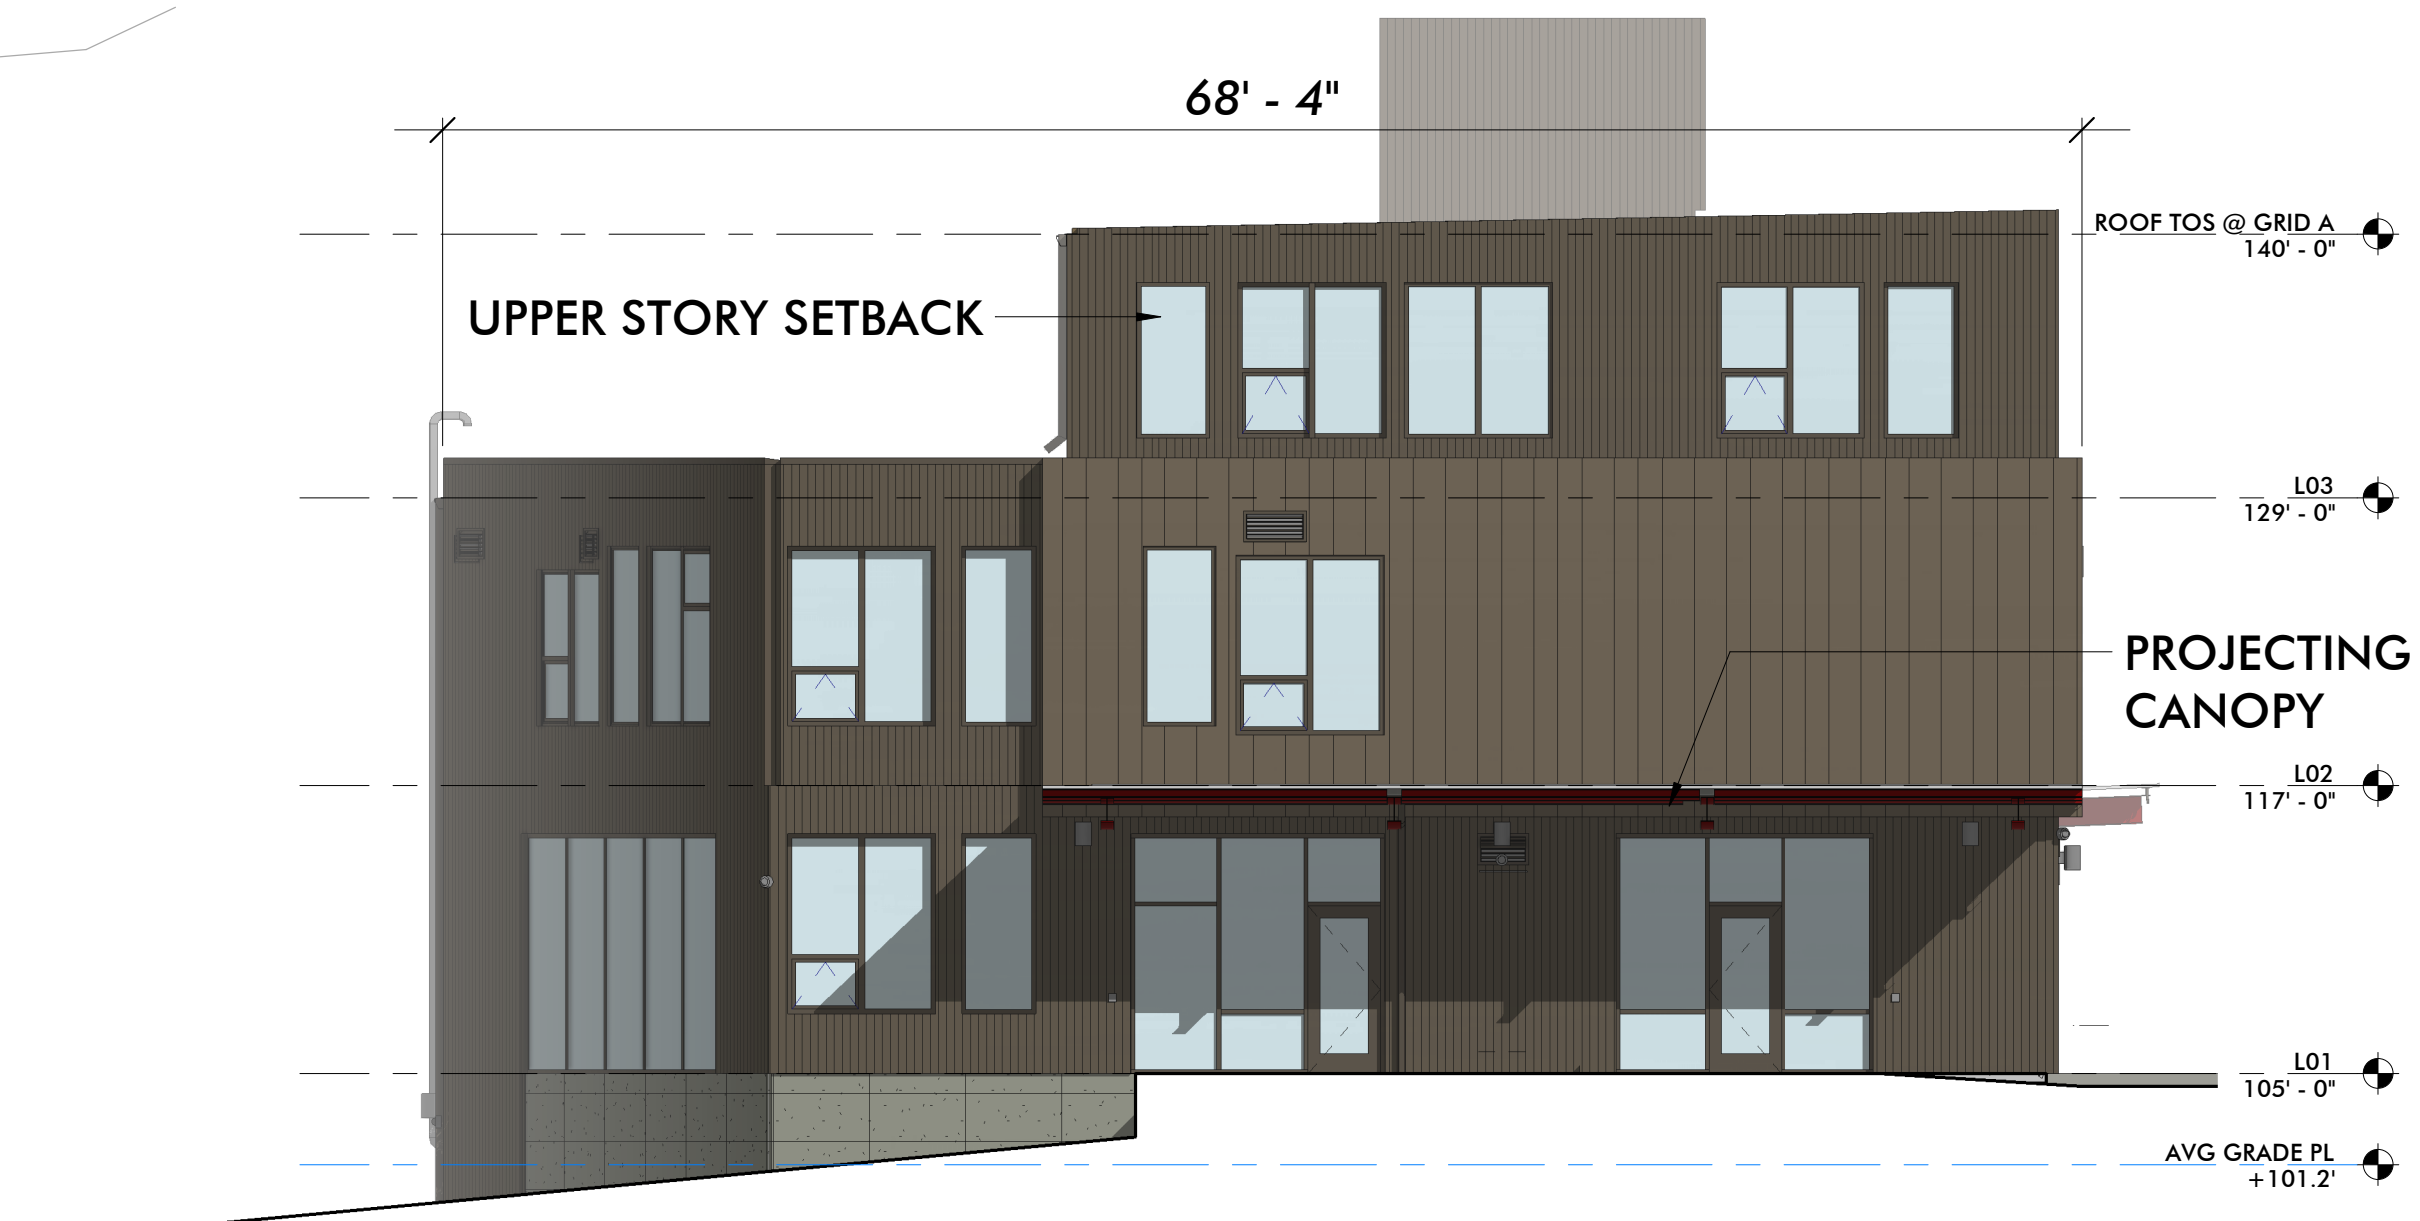 68' - 4"
ROOF TOS @ GRID A
140' - 0"
UPPER STORY SETBACK
L03
129' - 0"
PROJECTING
CANOPY
L02
117' - 0"
L01
105' - 0"
AVG GRADE PL
+101.2'